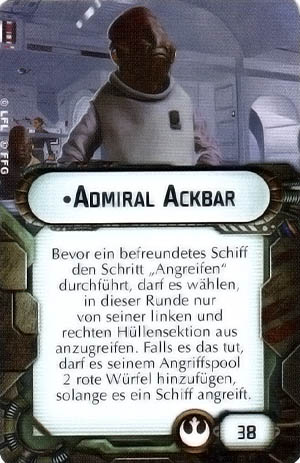 © LFL © FFG
•Admiral Ackbar
Bevor ein befreundetes Schiff
den Schritt „Angreifen“
durchführt, darf es wählen,
in dieser Runde nur
von seiner linken und
rechten Hüllensektion aus
anzugreifen. Falls es das tut,
darf es seinem Angriffspool
2 rote Würfel hinzufügen,
solange es ein Schiff angreift.
38